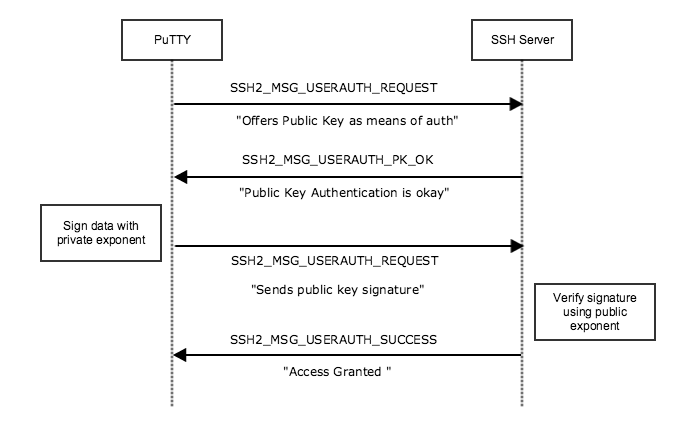 PuTTY
SSH Server
SSH2_MSG_USERAUTH_REQUEST
"Offers Public Key as means of auth"
SSH2_MSG_USERAUTH_PK_OK
"Public Key Authentication is okay"
Sign data with
private exponent
SSH2_MSG_USERAUTH_REQUEST
"Sends public key signature"
Verify signature
using public
exponent
SSH2_MSG_USERAUTH_SUCCESS
"Access Granted "